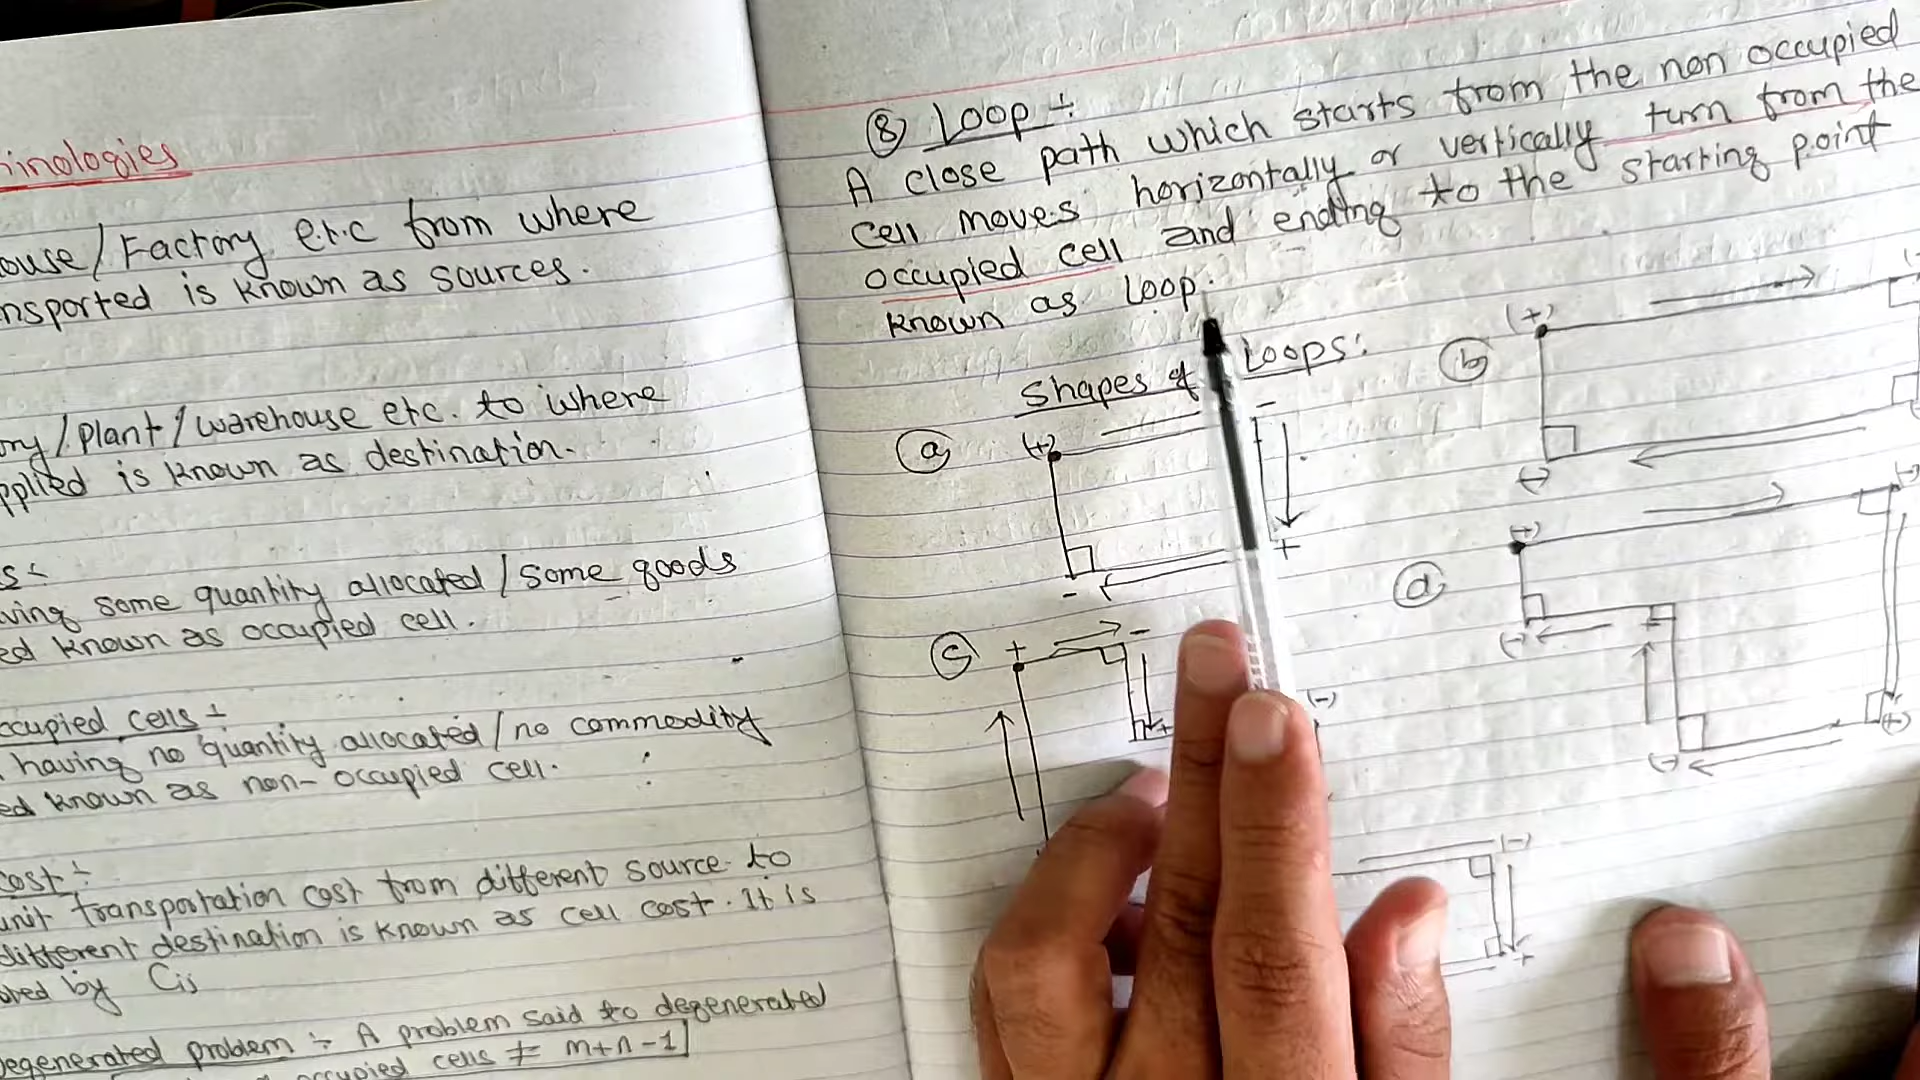 ouse/Factory etc from where
nsported is known as sources.
ory/plant/warehouse etc. to where
pplied is known as destination.
ving some quantity allocated/some goods
ed known as occupied cell.
ccupied cells÷
having no quantity allocated/no commodity
ed known as non-occupied cell.
cost÷
unit transportation cost from different source to
different destination is known as cell cost. It is
by Cij
degenerated problem ÷ A problem said to degenerated
occupied cells ≠ m+n-1
⑧ Loop ÷
A close path which starts from the non occupied
cell moves horizontally or vertically turn from the
occupied cell and ending to the starting point
known as loop.
Shapes of Loops:
ⓐ (+) -
- +
ⓑ (+)
(-)
ⓒ + -
+ (-)
ⓓ (+) (-)
(-) +
(-) (+)
(-)
+